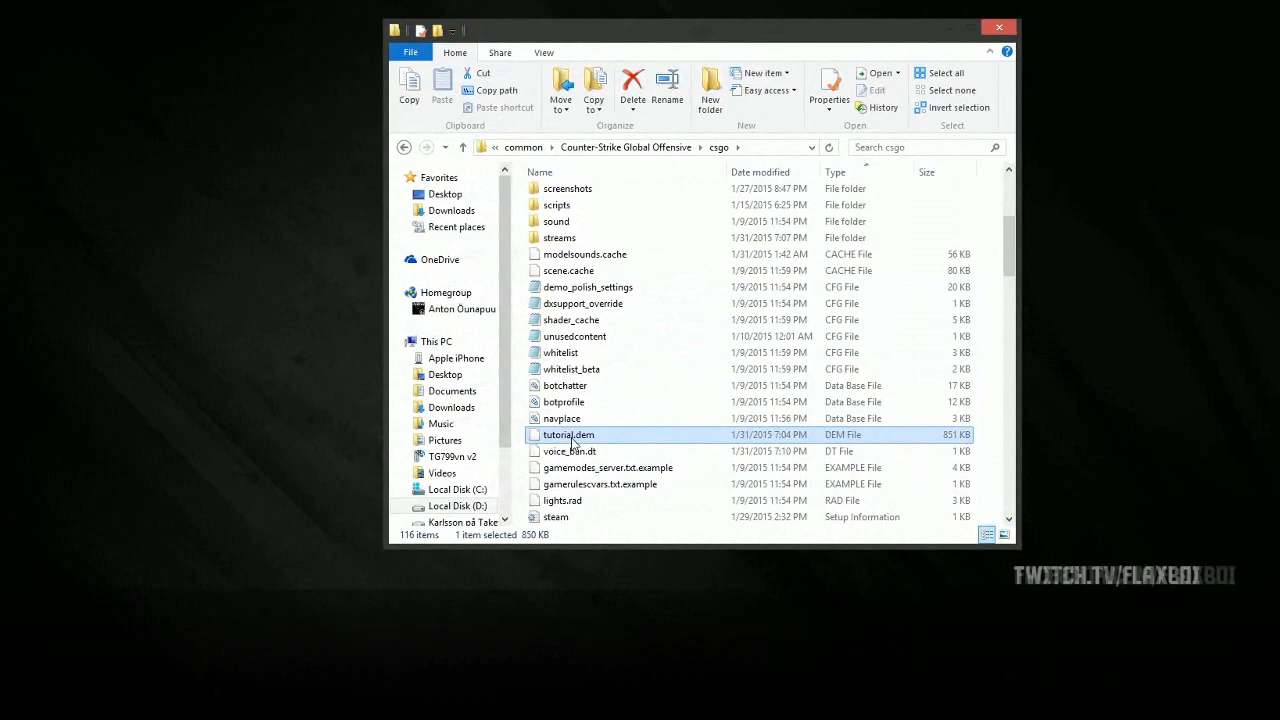 File Home Share View
Copy Paste Cut Copy path Paste shortcut Move to Copy to Delete Rename New folder New item Easy access Properties Open Edit History Select all Select none Invert selection
Clipboard Organize New Open Select
common Counter-Strike Global Offensive csgo Search csgo
Name Date modified Type Size
screenshots 1/27/2015 8:47 PM File folder
scripts 1/15/2015 6:25 PM File folder
sound 1/9/2015 11:54 PM File folder
streams 1/31/2015 7:07 PM File folder
modelsounds.cache 1/31/2015 1:42 AM CACHE File 56 KB
scene.cache 1/9/2015 11:59 PM CACHE File 80 KB
demo_polish_settings 1/9/2015 11:54 PM CFG File 20 KB
dxsupport_override 1/9/2015 11:54 PM CFG File 1 KB
shader_cache 1/9/2015 11:54 PM CFG File 5 KB
unusedcontent 1/10/2015 12:01 AM CFG File 1 KB
whitelist 1/9/2015 11:59 PM CFG File 3 KB
whitelist_beta 1/9/2015 11:59 PM CFG File 2 KB
botchatter 1/9/2015 11:54 PM Data Base File 17 KB
botprofile 1/9/2015 11:54 PM Data Base File 12 KB
navplace 1/9/2015 11:56 PM Data Base File 3 KB
tutorial.dem 1/31/2015 7:04 PM DEM File 851 KB
voice_ban.dt 1/31/2015 7:10 PM DT File 1 KB
gamemodes_server.txt.example 1/9/2015 11:54 PM EXAMPLE File 4 KB
gamerulescvars.txt.example 1/9/2015 11:54 PM EXAMPLE File 3 KB
lights.rad 1/9/2015 11:54 PM RAD File 3 KB
steam 1/29/2015 2:32 PM Setup Information 1 KB
Favorites
Desktop
Downloads
Recent places
OneDrive
Homegroup
Anton Õunapuu
This PC
Apple iPhone
Desktop
Documents
Downloads
Music
Pictures
TG799vn v2
Videos
Local Disk (C:)
Local Disk (D:)
Karlsson på Take
116 items 1 item selected 850 KB
TWITCH.TV/FLAXBOI